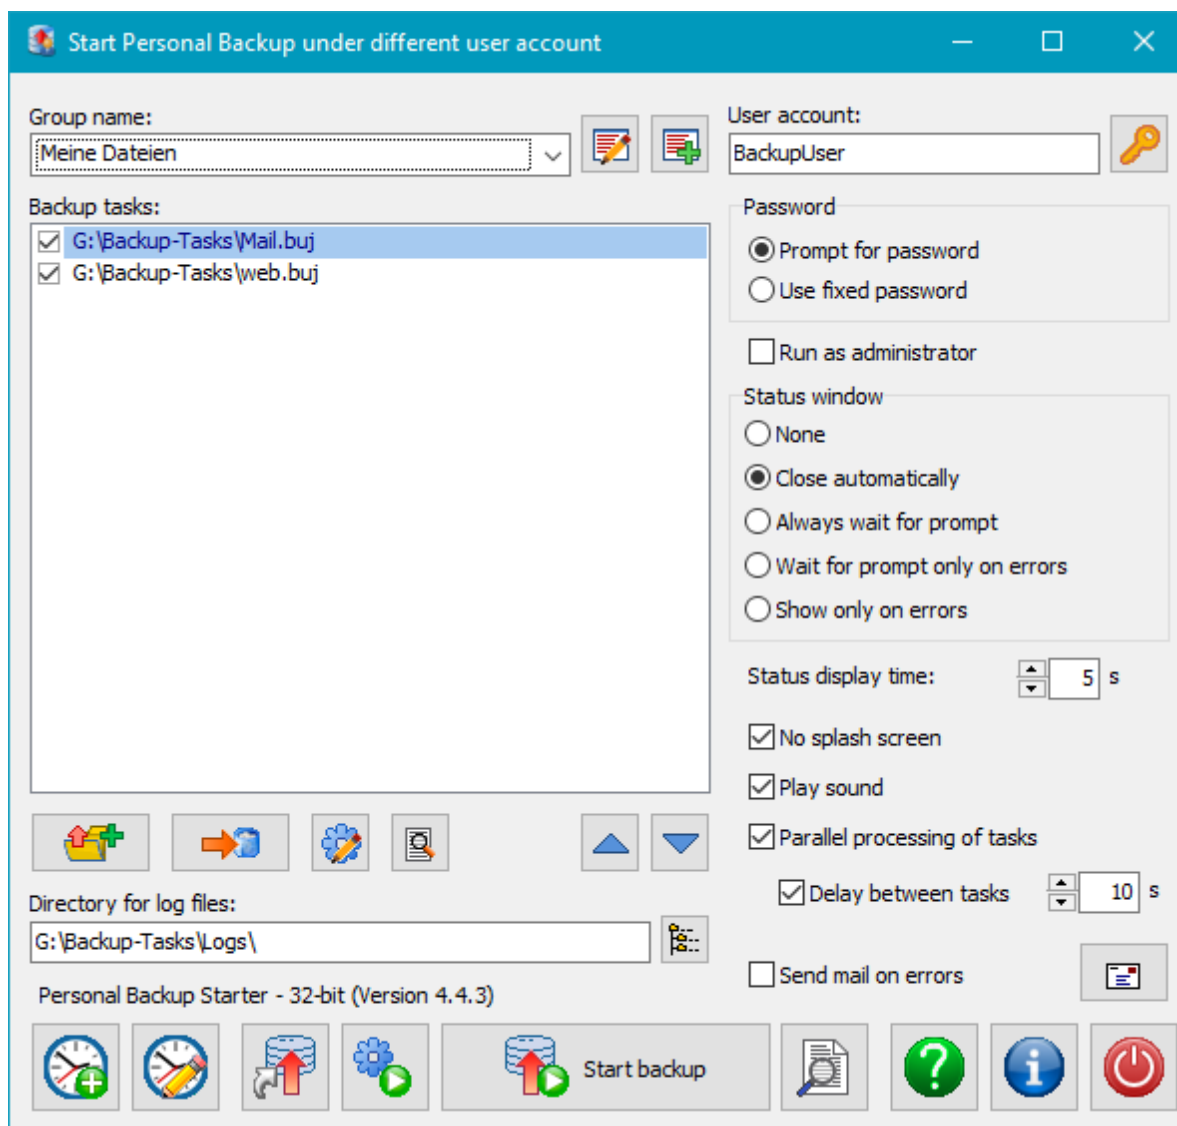 Start Personal Backup under different user account
Group name:
Meine Dateien
Backup tasks:
G:\Backup-Tasks\Mail.buj
G:\Backup-Tasks\web.buj
Directory for log files:
G:\Backup-Tasks\Logs\
Personal Backup Starter - 32-bit (Version 4.4.3)
User account:
BackupUser
Password
Prompt for password
Use fixed password
Run as administrator
Status window
None
Close automatically
Always wait for prompt
Wait for prompt only on errors
Show only on errors
Status display time: 5 s
No splash screen
Play sound
Parallel processing of tasks
Delay between tasks 10 s
Send mail on errors
Start backup